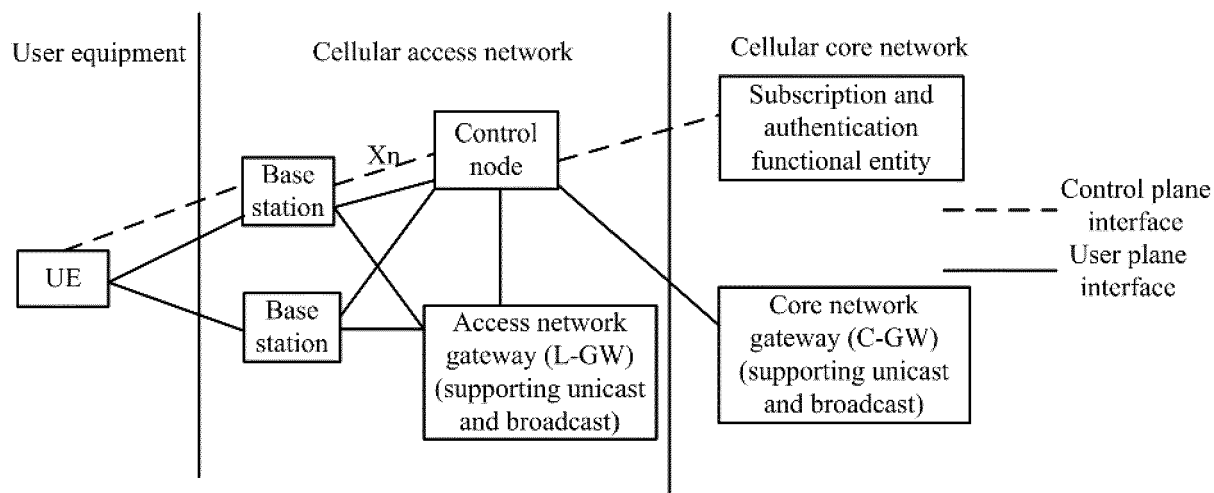 User equipment
Cellular access network
Cellular core network
Subscription and
authentication
functional entity
Control
node
Xη
Base
station
Control plane
interface
UE
User plane
interface
Base
station
Access network
gateway (L-GW)
(supporting unicast
and broadcast)
Core network
gateway (C-GW)
(supporting unicast
and broadcast)